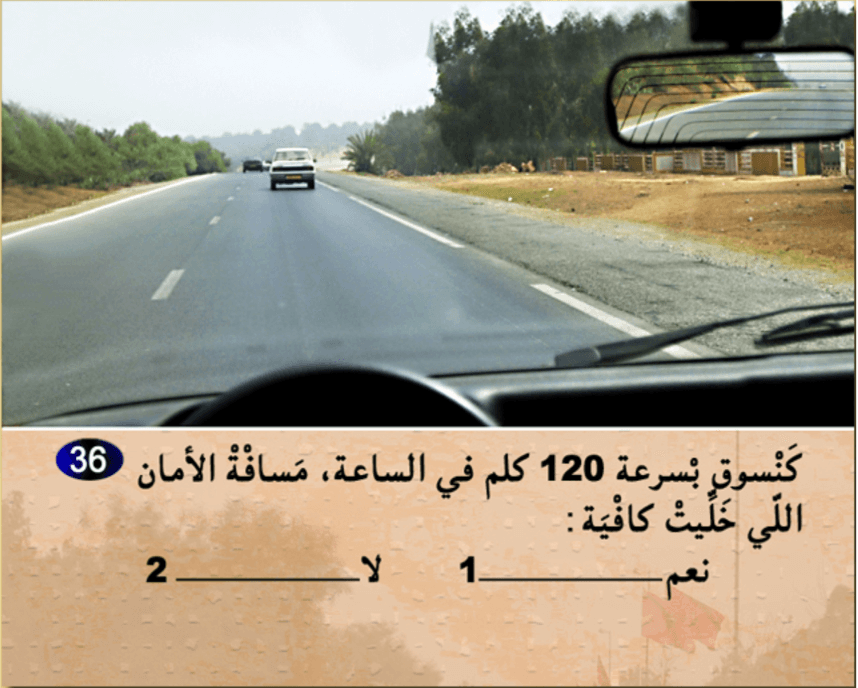 كَنْسوق بْسرعة 120 كلم في الساعة، مَسافْةْ الأمان 36
اللّي خَلِّيتْ كافْيَة :
نعم 1 لا 2